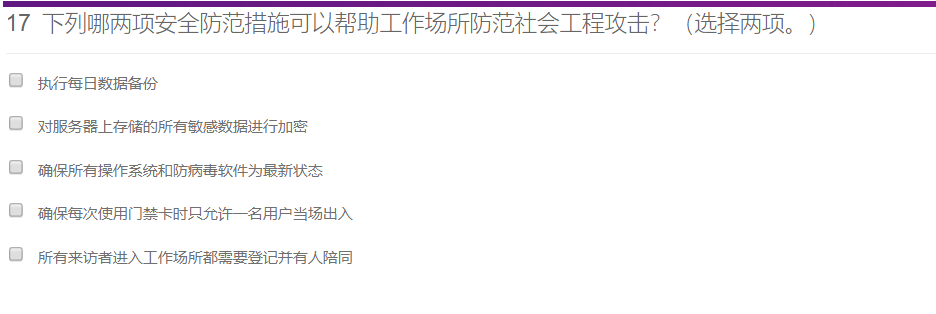 17 下列哪两项安全防范措施可以帮助工作场所防范社会工程攻击？（选择两项。）
执行每日数据备份
对服务器上存储的所有敏感数据进行加密
确保所有操作系统和防病毒软件为最新状态
确保每次使用门禁卡时只允许一名用户当场出入
所有来访者进入工作场所都需要登记并有人陪同